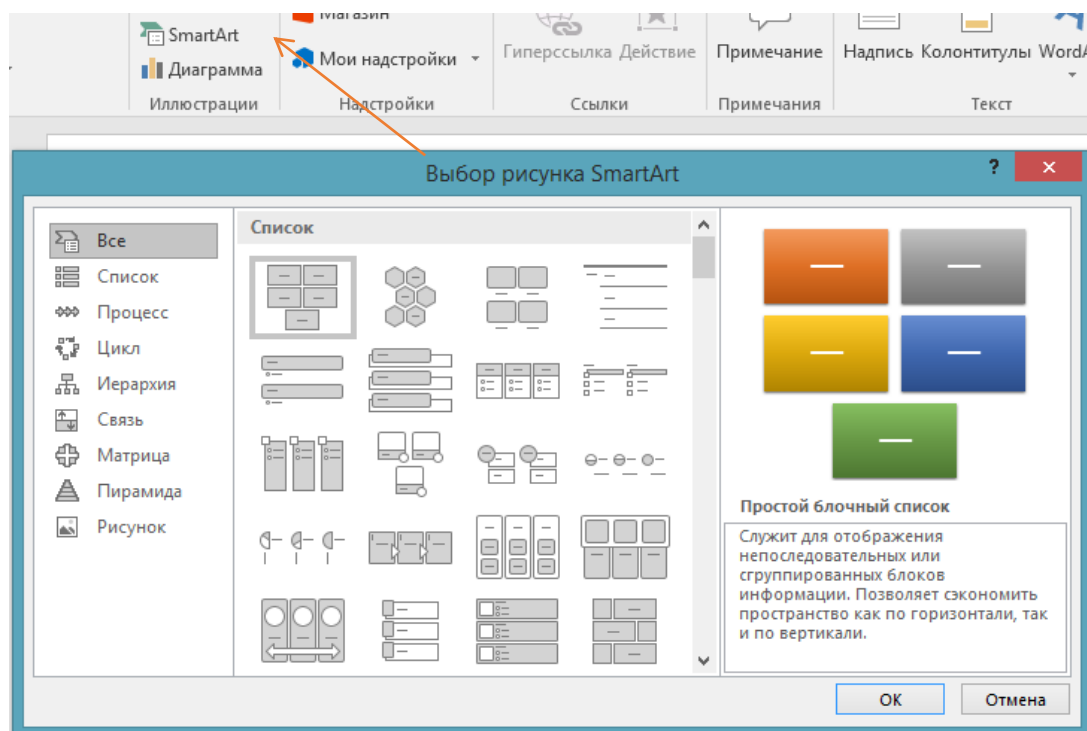 Магазин
SmartArt
Мои надстройки
Гиперссылка Действие
Примечание
Надпись Колонтитулы WordA
Диаграмма
Иллюстрации
Надстройки
Ссылки
Примечания
Текст
Выбор рисунка SmartArt
?
Все
Список
Процесс
Цикл
Иерархия
Связь
Матрица
Пирамида
Рисунок
Список
Простой блочный список
Служит для отображения
непоследовательных или
сгруппированных блоков
информации. Позволяет сэкономить
пространство как по горизонтали, так
и по вертикали.
ОК
Отмена